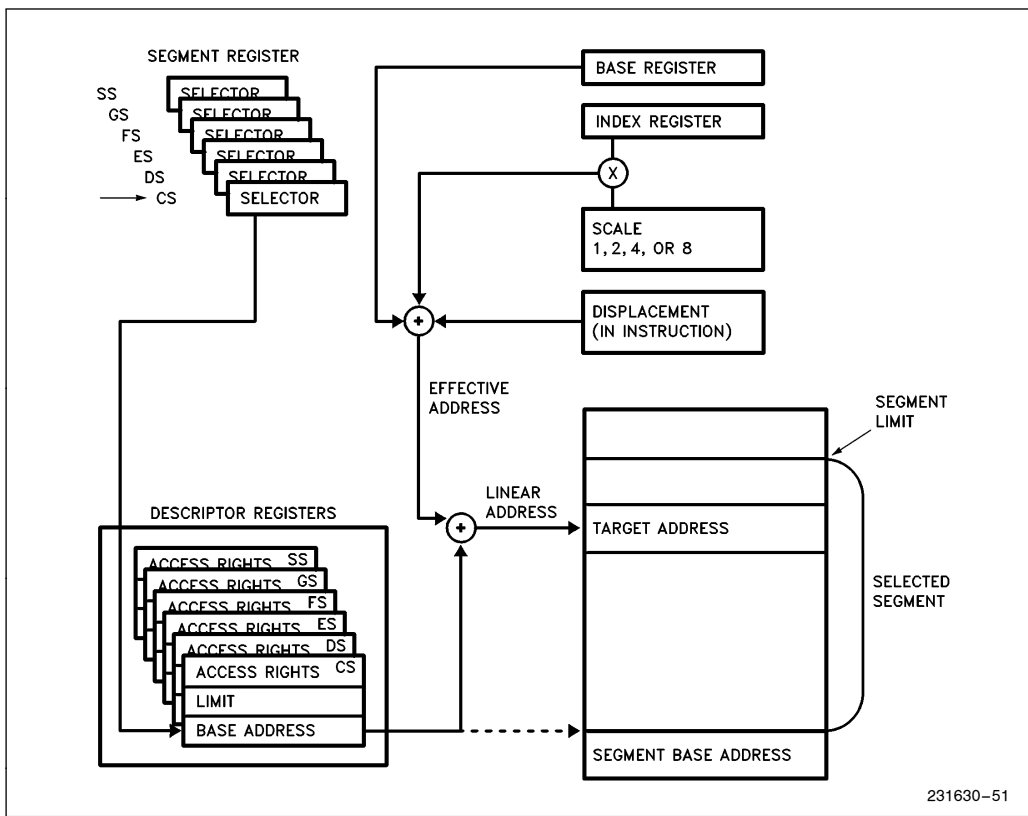 SEGMENT REGISTER
SS
GS
FS
ES
DS
CS
SELECTOR
SELECTOR
SELECTOR
SELECTOR
SELECTOR
SELECTOR
BASE REGISTER
INDEX REGISTER
X
SCALE
1, 2, 4, OR 8
+
DISPLACEMENT
(IN INSTRUCTION)
EFFECTIVE
ADDRESS
SEGMENT
LIMIT
LINEAR
ADDRESS
+
TARGET ADDRESS
SELECTED
SEGMENT
SEGMENT BASE ADDRESS
DESCRIPTOR REGISTERS
ACCESS RIGHTS SS
ACCESS RIGHTS GS
ACCESS RIGHTS FS
ACCESS RIGHTS ES
ACCESS RIGHTS DS
ACCESS RIGHTS CS
LIMIT
BASE ADDRESS
231630–51